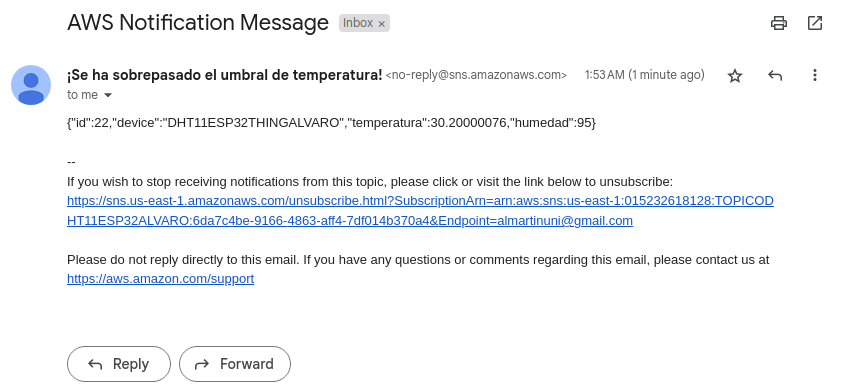 AWS Notification Message Inbox ×
¡Se ha sobrepasado el umbral de temperatura! <no-reply@sns.amazonaws.com> 1:53 AM (1 minute ago)
to me
{"id":22,"device":"DHT11ESP32THINGALVARO","temperatura":30.20000076,"humedad":95}
--
If you wish to stop receiving notifications from this topic, please click or visit the link below to unsubscribe:
https://sns.us-east-1.amazonaws.com/unsubscribe.html?SubscriptionArn=arn:aws:sns:us-east-1:015232618128:TOPICOD
HT11ESP32ALVARO:6da7c4be-9166-4863-aff4-7df014b370a4&Endpoint=almartinuni@gmail.com
Please do not reply directly to this email. If you have any questions or comments regarding this email, please contact us at
https://aws.amazon.com/support
Reply Forward